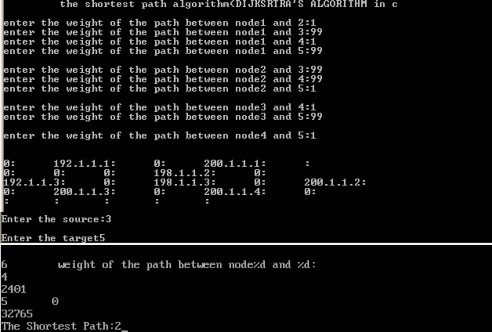 the shortest path algorithm(DIJKSRTRA'S ALGORITHM in c
enter the weight of the path between node1 and 2:1
enter the weight of the path between node1 and 3:99
enter the weight of the path between node1 and 4:1
enter the weight of the path between node1 and 5:99
enter the weight of the path between node2 and 3:99
enter the weight of the path between node2 and 4:99
enter the weight of the path between node2 and 5:1
enter the weight of the path between node3 and 4:1
enter the weight of the path between node3 and 5:99
enter the weight of the path between node4 and 5:1
0: 192.1.1.1: 0: 200.1.1.1: :
0: 0: 0: 198.1.1.2: 0:
192.1.1.3: 0: 198.1.1.3: 0: 200.1.1.2:
0: 200.1.1.3: 0: 200.1.1.4: 0:
: : : : :
Enter the source:3
Enter the target5
6 weight of the path between node%d and %d:
4
2401
5 0
32765
The Shortest Path:2_